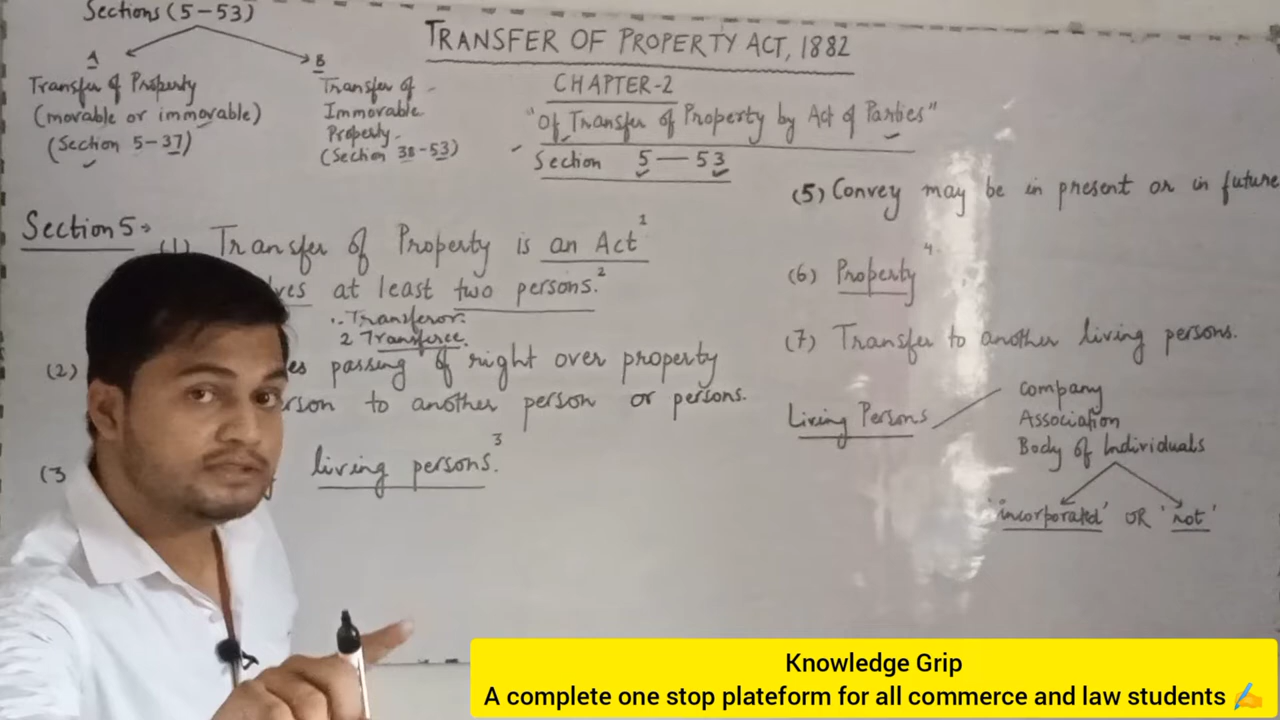 Sections (5-53)
A
Transfer of Property
(movable or immovable)
(Section 5-37)
B
Transfer of
Immovable
Property
(Section 38-53)
TRANSFER OF PROPERTY ACT, 1882
CHAPTER-2
"Of Transfer of Property by Act of Parties"
Section 5 — 53
Section 5
(1) Transfer of Property is an Act 1
at least two persons. 2
1. Transferor.
2 Transferee.
(2) passing of right over property
to another person or persons.
(3 living persons. 3
(5) Convey may be in present or in future
(6) Property 4.
(7) Transfer to another living persons.
Living Persons
Company
Association
Body of Individuals
'incorporated' OR 'not'
Knowledge Grip
A complete one stop plateform for all commerce and law students ✍️